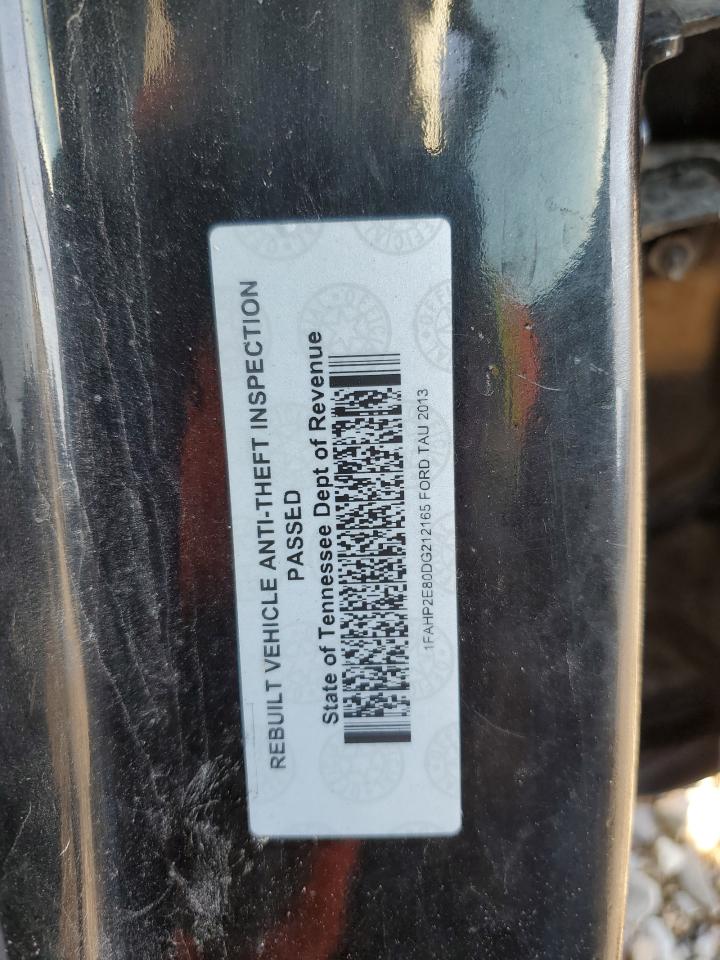 REBUILT VEHICLE ANTI-THEFT INSPECTION
PASSED
State of Tennessee Dept of Revenue
1FAHP2E80DG212165 FORD TAU 2013